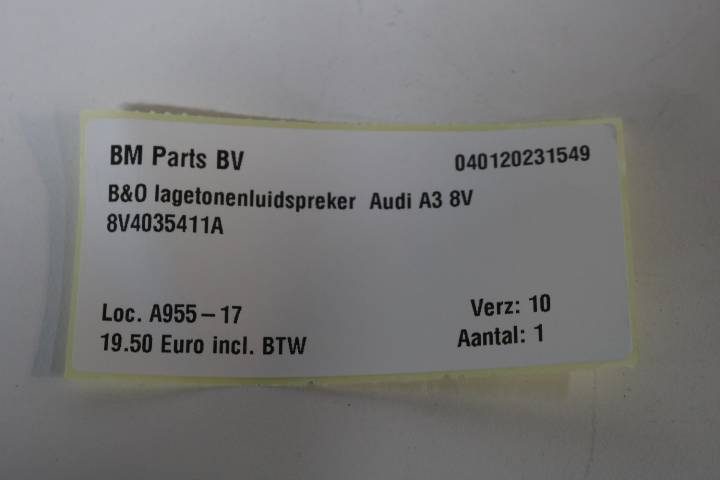 BM Parts BV 040120231549
B&O lagetonenluidspreker Audi A3 8V
8V4035411A
Loc. A955-17 Verz: 10
19.50 Euro incl. BTW Aantal: 1